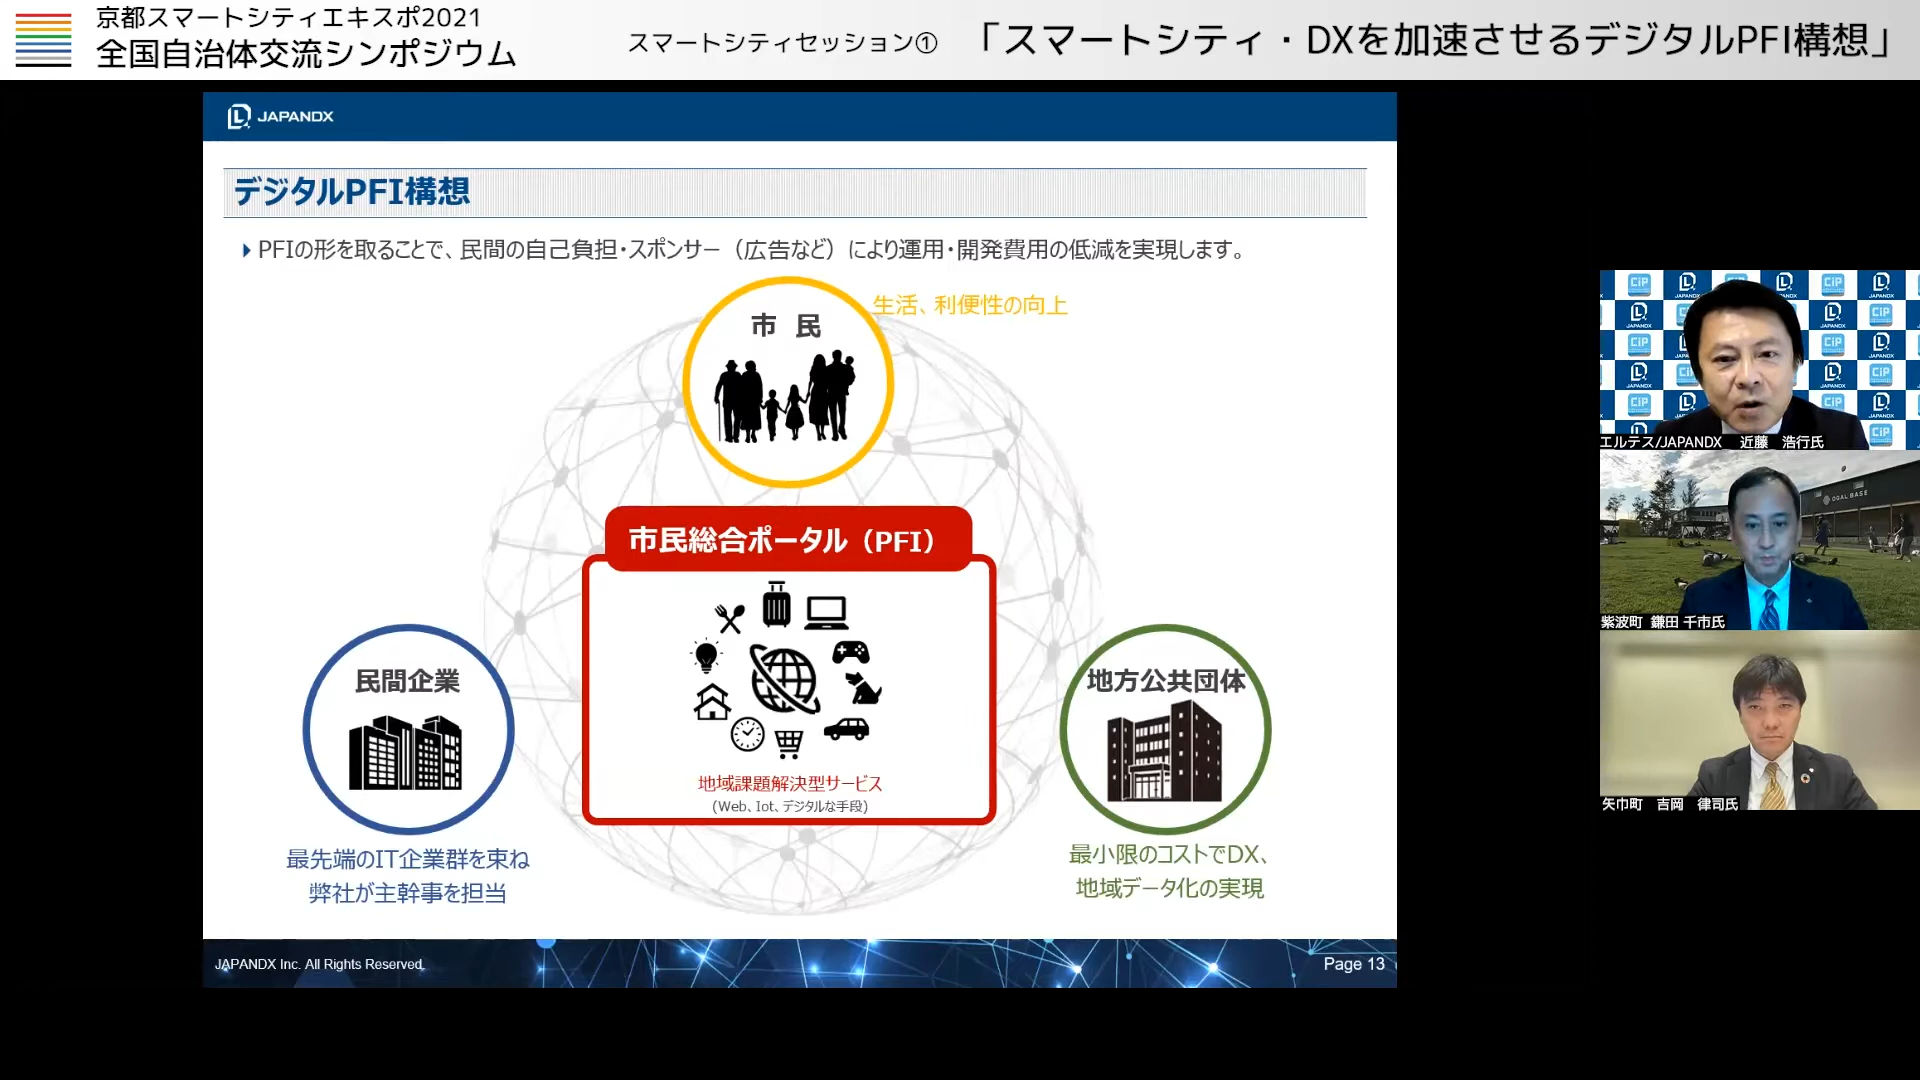 京都スマートシティエキスポ2021
全国自治体交流シンポジウム
スマートシティセッション① 「スマートシティ・DXを加速させるデジタルPFI構想」
JAPANDX
デジタルPFI構想
PFIの形を取ることで、民間の自己負担・スポンサー（広告など）により運用・開発費用の低減を実現します。
市 民
生活、利便性の向上
市民総合ポータル（PFI）
民間企業
地方公共団体
地域課題解決型サービス
(Web、Iot、デジタルな手段)
最先端のIT企業群を束ね
弊社が主幹事を担当
最小限のコストでDX、
地域データ化の実現
JAPANDX Inc. All Rights Reserved.
Page 13
エルテス/JAPANDX 近藤 浩行氏
OGAL BASE
紫波町 鎌田 千市氏
矢巾町 吉岡 律司氏